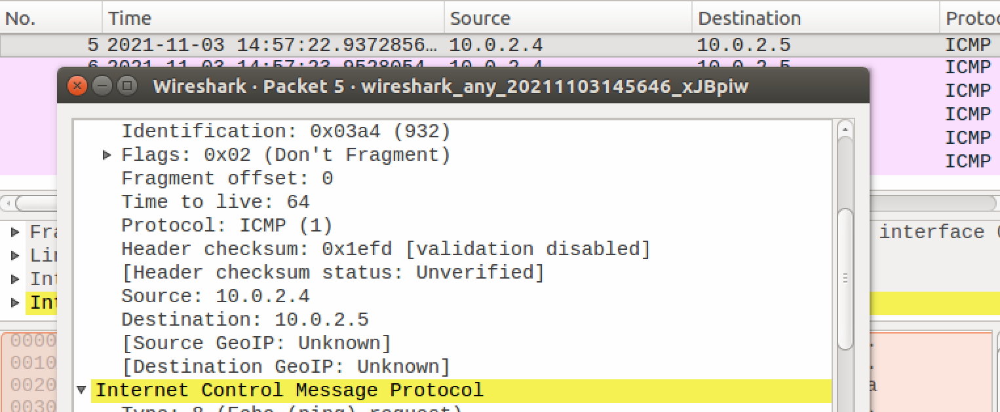 No. Time Source Destination Protoc
5 2021-11-03 14:57:22.9372856… 10.0.2.4 10.0.2.5 ICMP
6 2021-11-03 14:57:23.9528054 10.0.2.4 10.0.2.5 ICMP
Wireshark · Packet 5 · wireshark_any_20211103145646_xJBpiw
ICMP
ICMP
ICMP
ICMP
Identification: 0x03a4 (932)
Flags: 0x02 (Don't Fragment)
Fragment offset: 0
Time to live: 64
Protocol: ICMP (1)
Header checksum: 0x1efd [validation disabled]
[Header checksum status: Unverified]
Source: 10.0.2.4
Destination: 10.0.2.5
[Source GeoIP: Unknown]
[Destination GeoIP: Unknown]
Internet Control Message Protocol
Type: 8 (Echo (ping) request)
Fra
interface
Lin
Int
Int
0000
0010
0020 a
0030